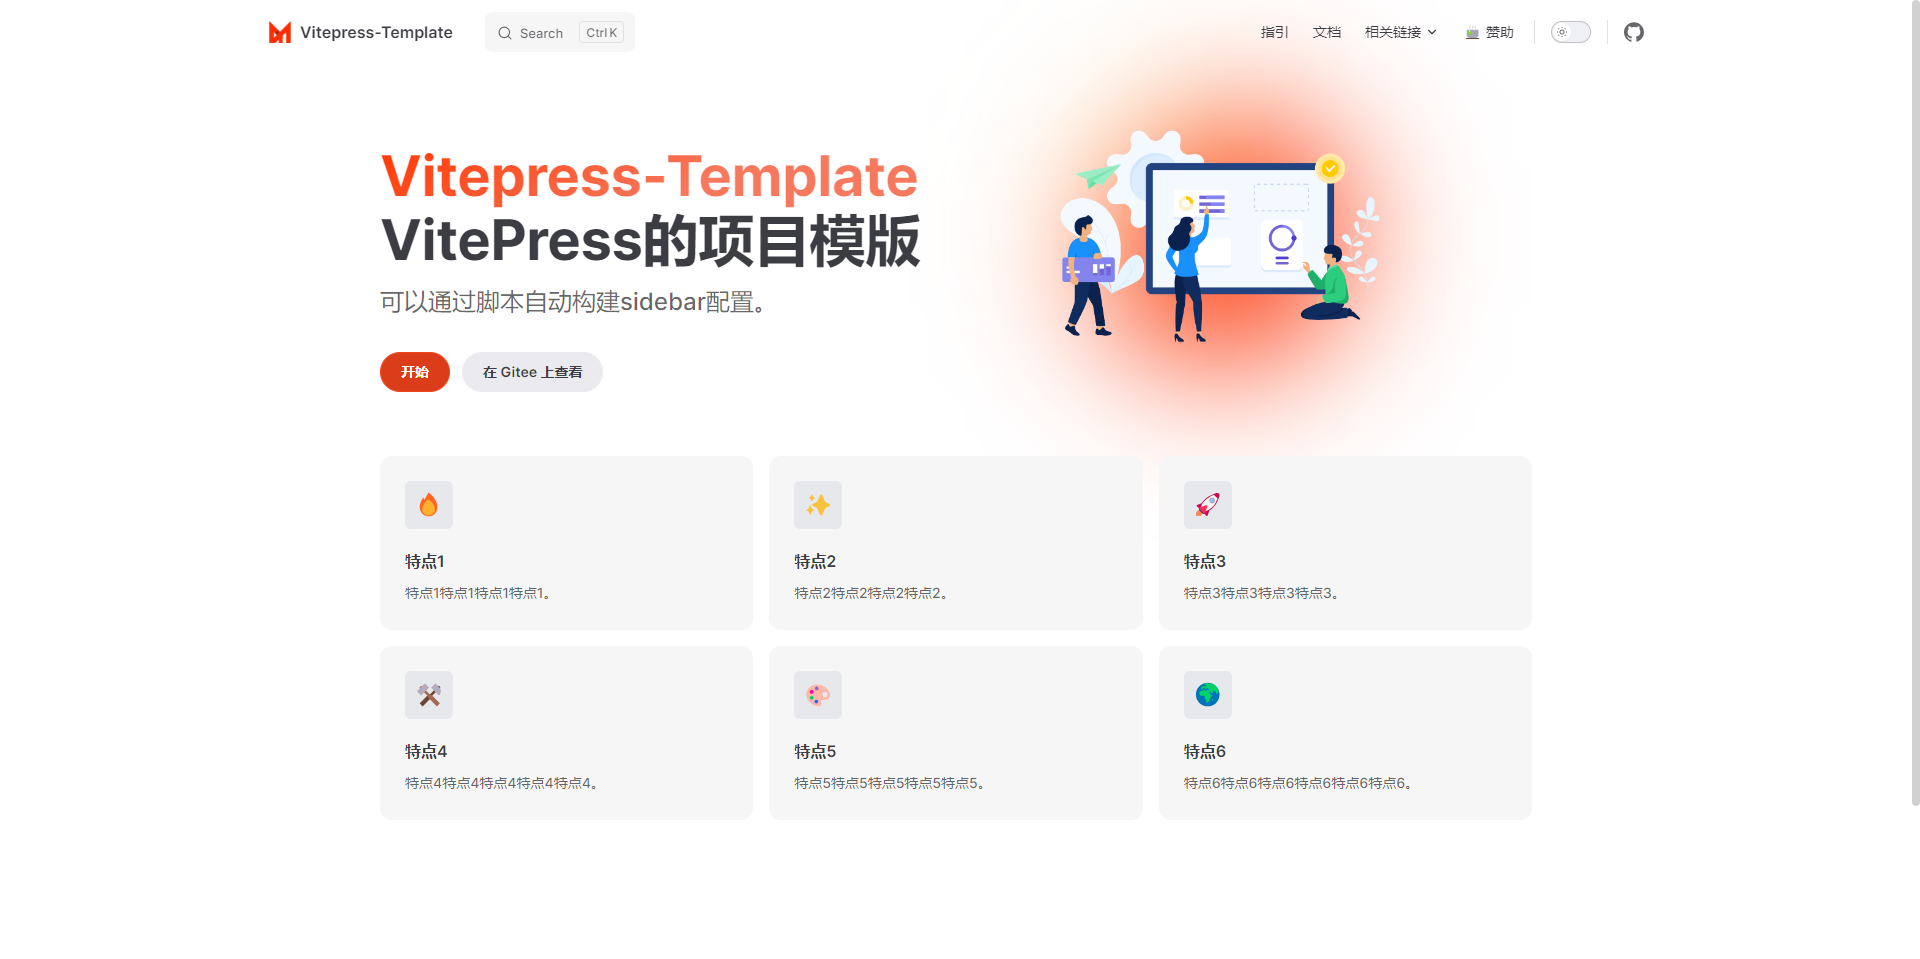 Vitepress-Template
Search
Ctrl K
指引
文档
相关链接
赞助
Vitepress-Template
VitePress的项目模版
可以通过脚本自动构建sidebar配置。
开始
在 Gitee 上查看
特点1
特点1特点1特点1特点1。
特点2
特点2特点2特点2特点2。
特点3
特点3特点3特点3特点3。
特点4
特点4特点4特点4特点4特点4。
特点5
特点5特点5特点5特点5特点5。
特点6
特点6特点6特点6特点6特点6特点6。